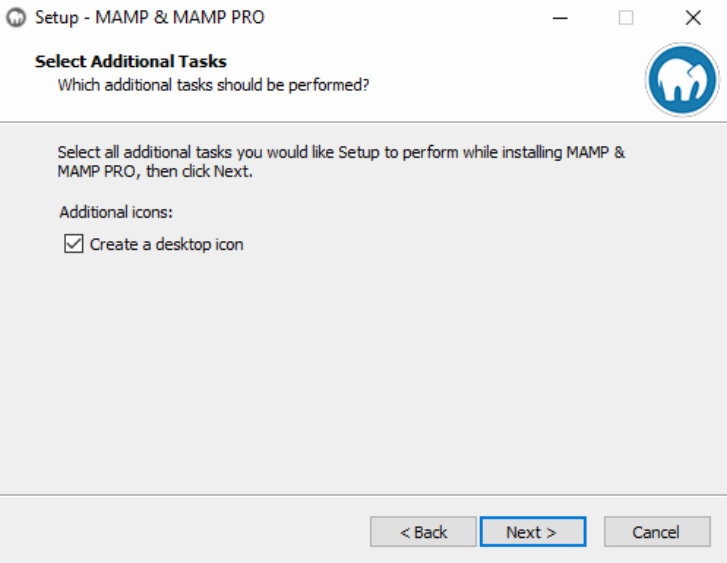 Setup - MAMP & MAMP PRO
Select Additional Tasks
Which additional tasks should be performed?
Select all additional tasks you would like Setup to perform while installing MAMP &
MAMP PRO, then click Next.
Additional icons:
Create a desktop icon
< Back
Next >
Cancel